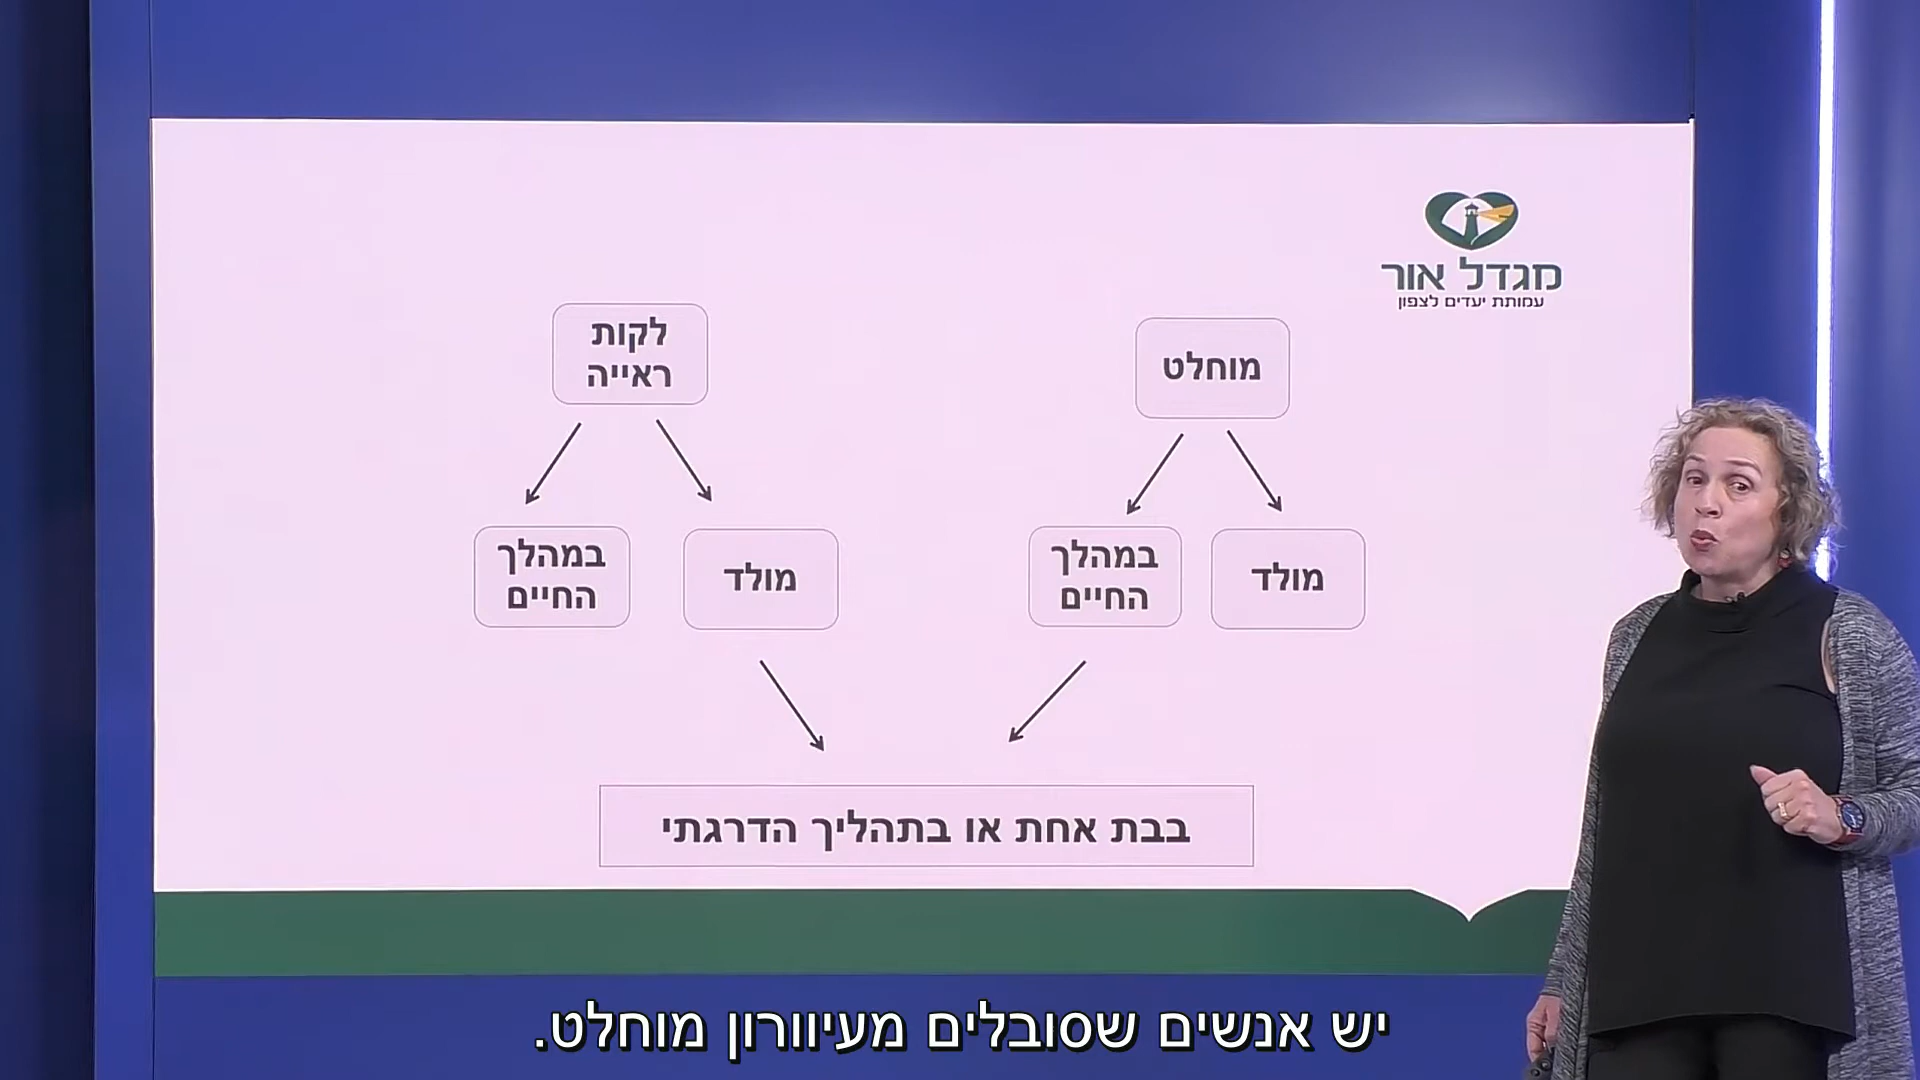 מגדל אור
עמותת יעדים לצפון
מוחלט
לקות
ראייה
מולד
במהלך
החיים
מולד
במהלך
החיים
בבת אחת או בתהליך הדרגתי
יש אנשים שסובלים מעיוורון מוחלט.